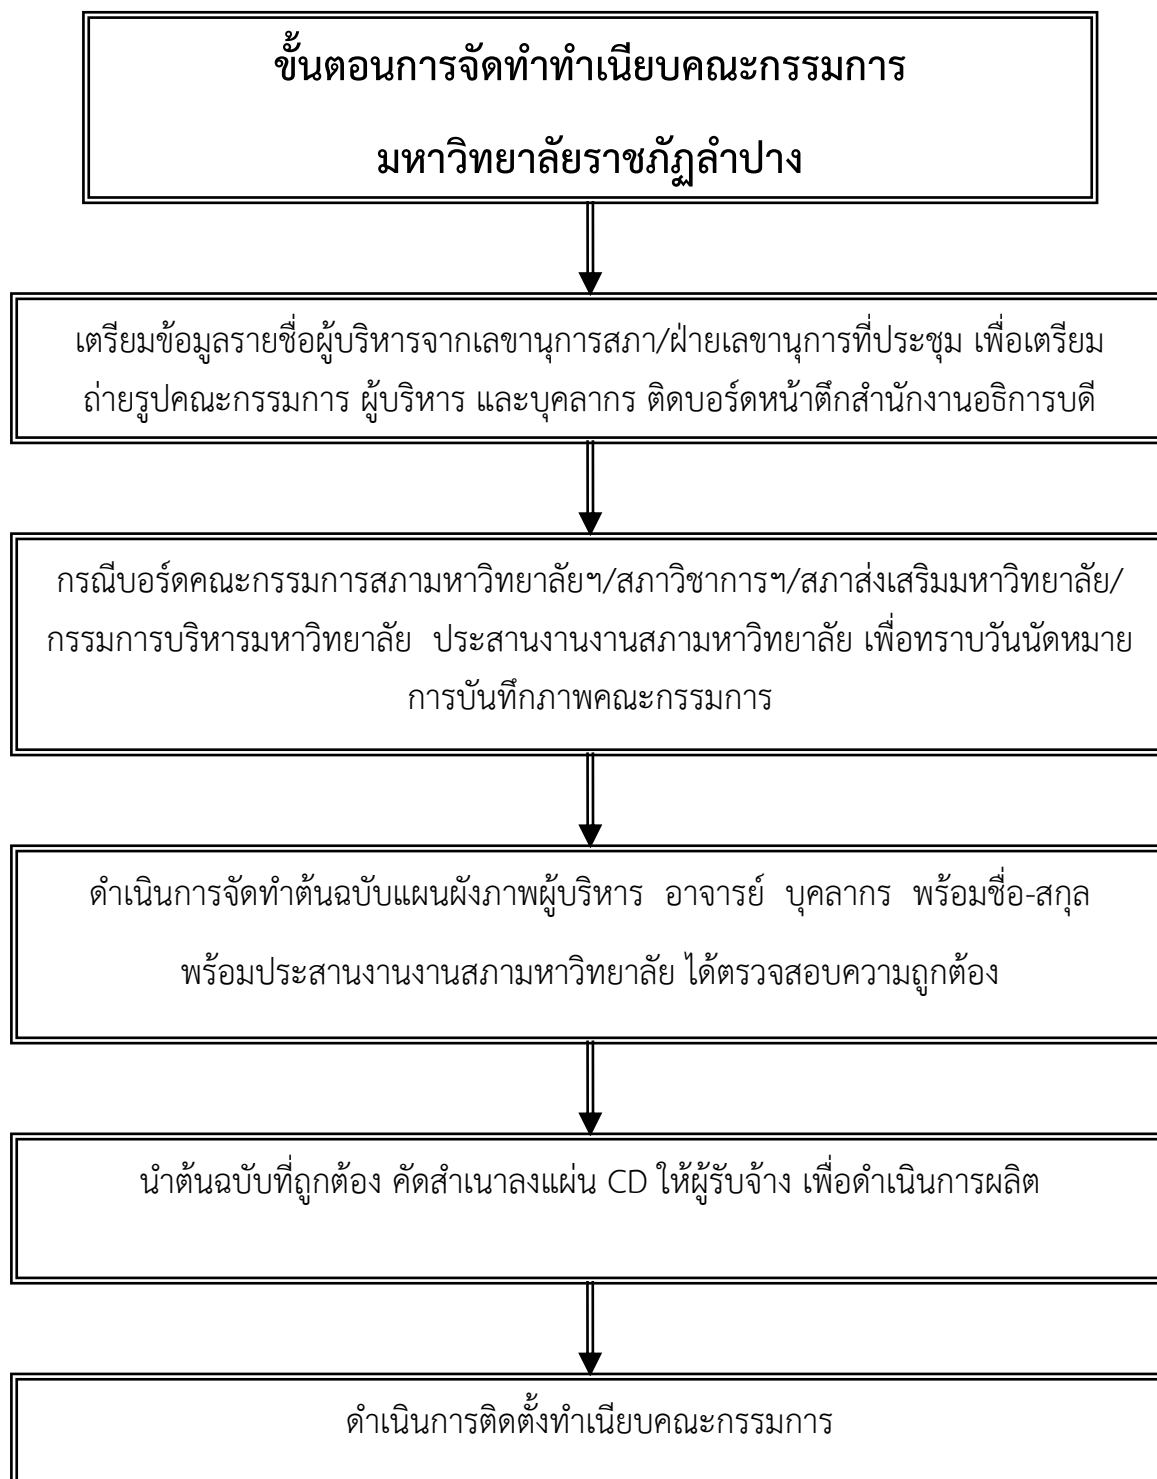 ขั้นตอนการจัดทำทำเนียบคณะกรรมการ
มหาวิทยาลัยราชภัฏลำปาง
เตรียมข้อมูลรายชื่อผู้บริหารจากเลขานุการสภา/ฝ่ายเลขานุการที่ประชุม เพื่อเตรียม
ถ่ายรูปคณะกรรมการ ผู้บริหาร และบุคลากร ติดบอร์ดหน้าตึกสำนักงานอธิการบดี
กรณีบอร์ดคณะกรรมการสภามหาวิทยาลัยฯ/สภาวิชาการฯ/สภาส่งเสริมมหาวิทยาลัย/
กรรมการบริหารมหาวิทยาลัย ประสานงานงานสภามหาวิทยาลัย เพื่อทราบวันนัดหมาย
การบันทึกภาพคณะกรรมการ
ดำเนินการจัดทำต้นฉบับแผนผังภาพผู้บริหาร อาจารย์ บุคลากร พร้อมชื่อ-สกุล
พร้อมประสานงานงานสภามหาวิทยาลัย ได้ตรวจสอบความถูกต้อง
นำต้นฉบับที่ถูกต้อง คัดสำเนาลงแผ่น CD ให้ผู้รับจ้าง เพื่อดำเนินการผลิต
ดำเนินการติดตั้งทำเนียบคณะกรรมการ